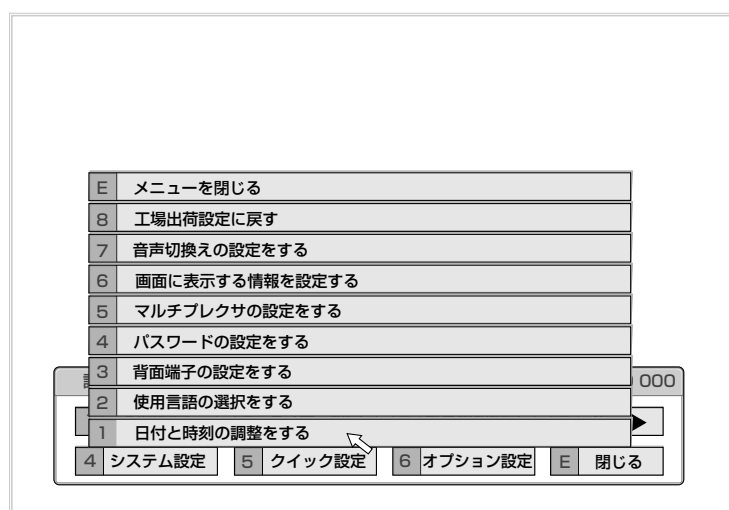 E メニューを閉じる
8 工場出荷設定に戻す
7 音声切換えの設定をする
6 画面に表示する情報を設定する
5 マルチプレクサの設定をする
4 パスワードの設定をする
3 背面端子の設定をする
000
2 使用言語の選択をする
1 日付と時刻の調整をする
4 システム設定 5 クイック設定 6 オプション設定 E 閉じる